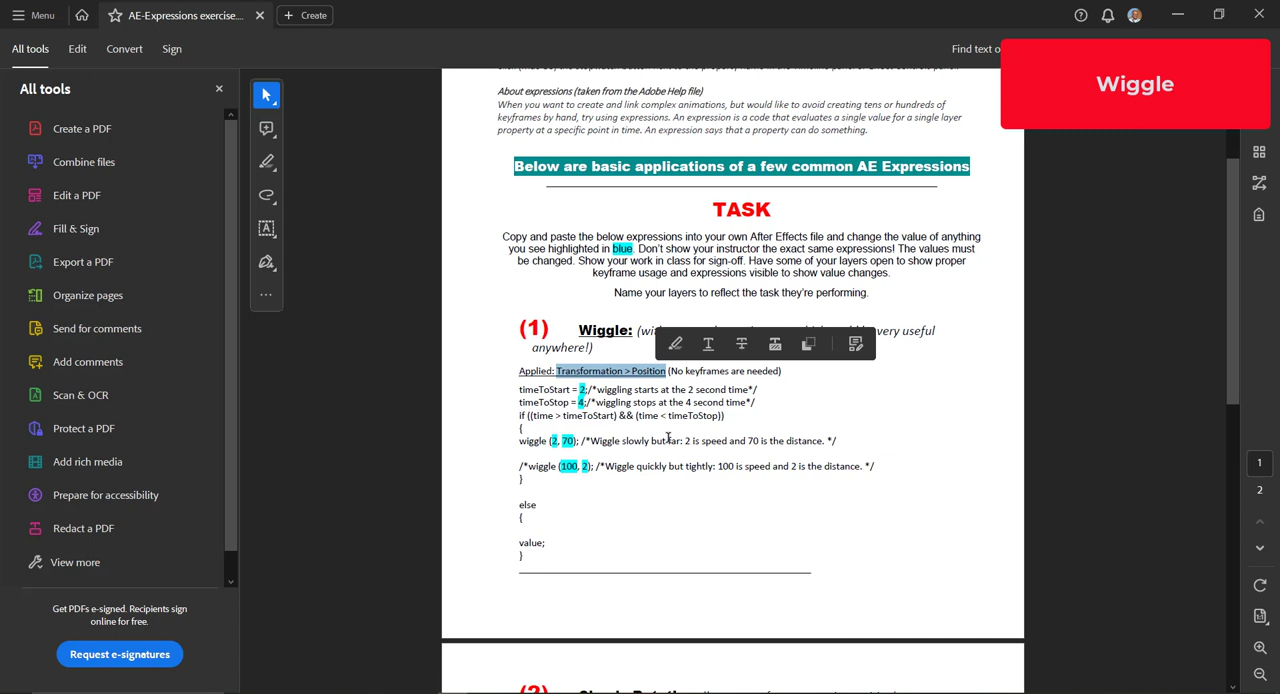 Menu
AE-Expressions exercise...
Create
All tools
Edit
Convert
Sign
Find text o
Wiggle
All tools
Create a PDF
Combine files
Edit a PDF
Fill & Sign
Export a PDF
Organize pages
Send for comments
Add comments
Scan & OCR
Protect a PDF
Add rich media
Prepare for accessibility
Redact a PDF
View more
Get PDFs e-signed. Recipients sign
online for free.
Request e-signatures
About expressions (taken from the Adobe Help file)
When you want to create and link complex animations, but would like to avoid creating tens or hundreds of
keyframes by hand, try using expressions. An expression is a code that evaluates a single value for a single layer
property at a specific point in time. An expression says that a property can do something.
Below are basic applications of a few common AE Expressions
TASK
Copy and paste the below expressions into your own After Effects file and change the value of anything
you see highlighted in blue. Don't show your instructor the exact same expressions! The values must
be changed. Show your work in class for sign-off. Have some of your layers open to show proper
keyframe usage and expressions visible to show value changes.
Name your layers to reflect the task they're performing.
(1) Wiggle: very useful
anywhere!)
Applied: Transformation > Position (No keyframes are needed)
timeToStart = 2;/*wiggling starts at the 2 second time*/
timeToStop = 4;/*wiggling stops at the 4 second time*/
if ((time > timeToStart) && (time < timeToStop))
{
wiggle (2, 70); /*Wiggle slowly but far: 2 is speed and 70 is the distance. */
/*wiggle (100, 2); /*Wiggle quickly but tightly: 100 is speed and 2 is the distance. */
}
else
{
value;
}
1
2